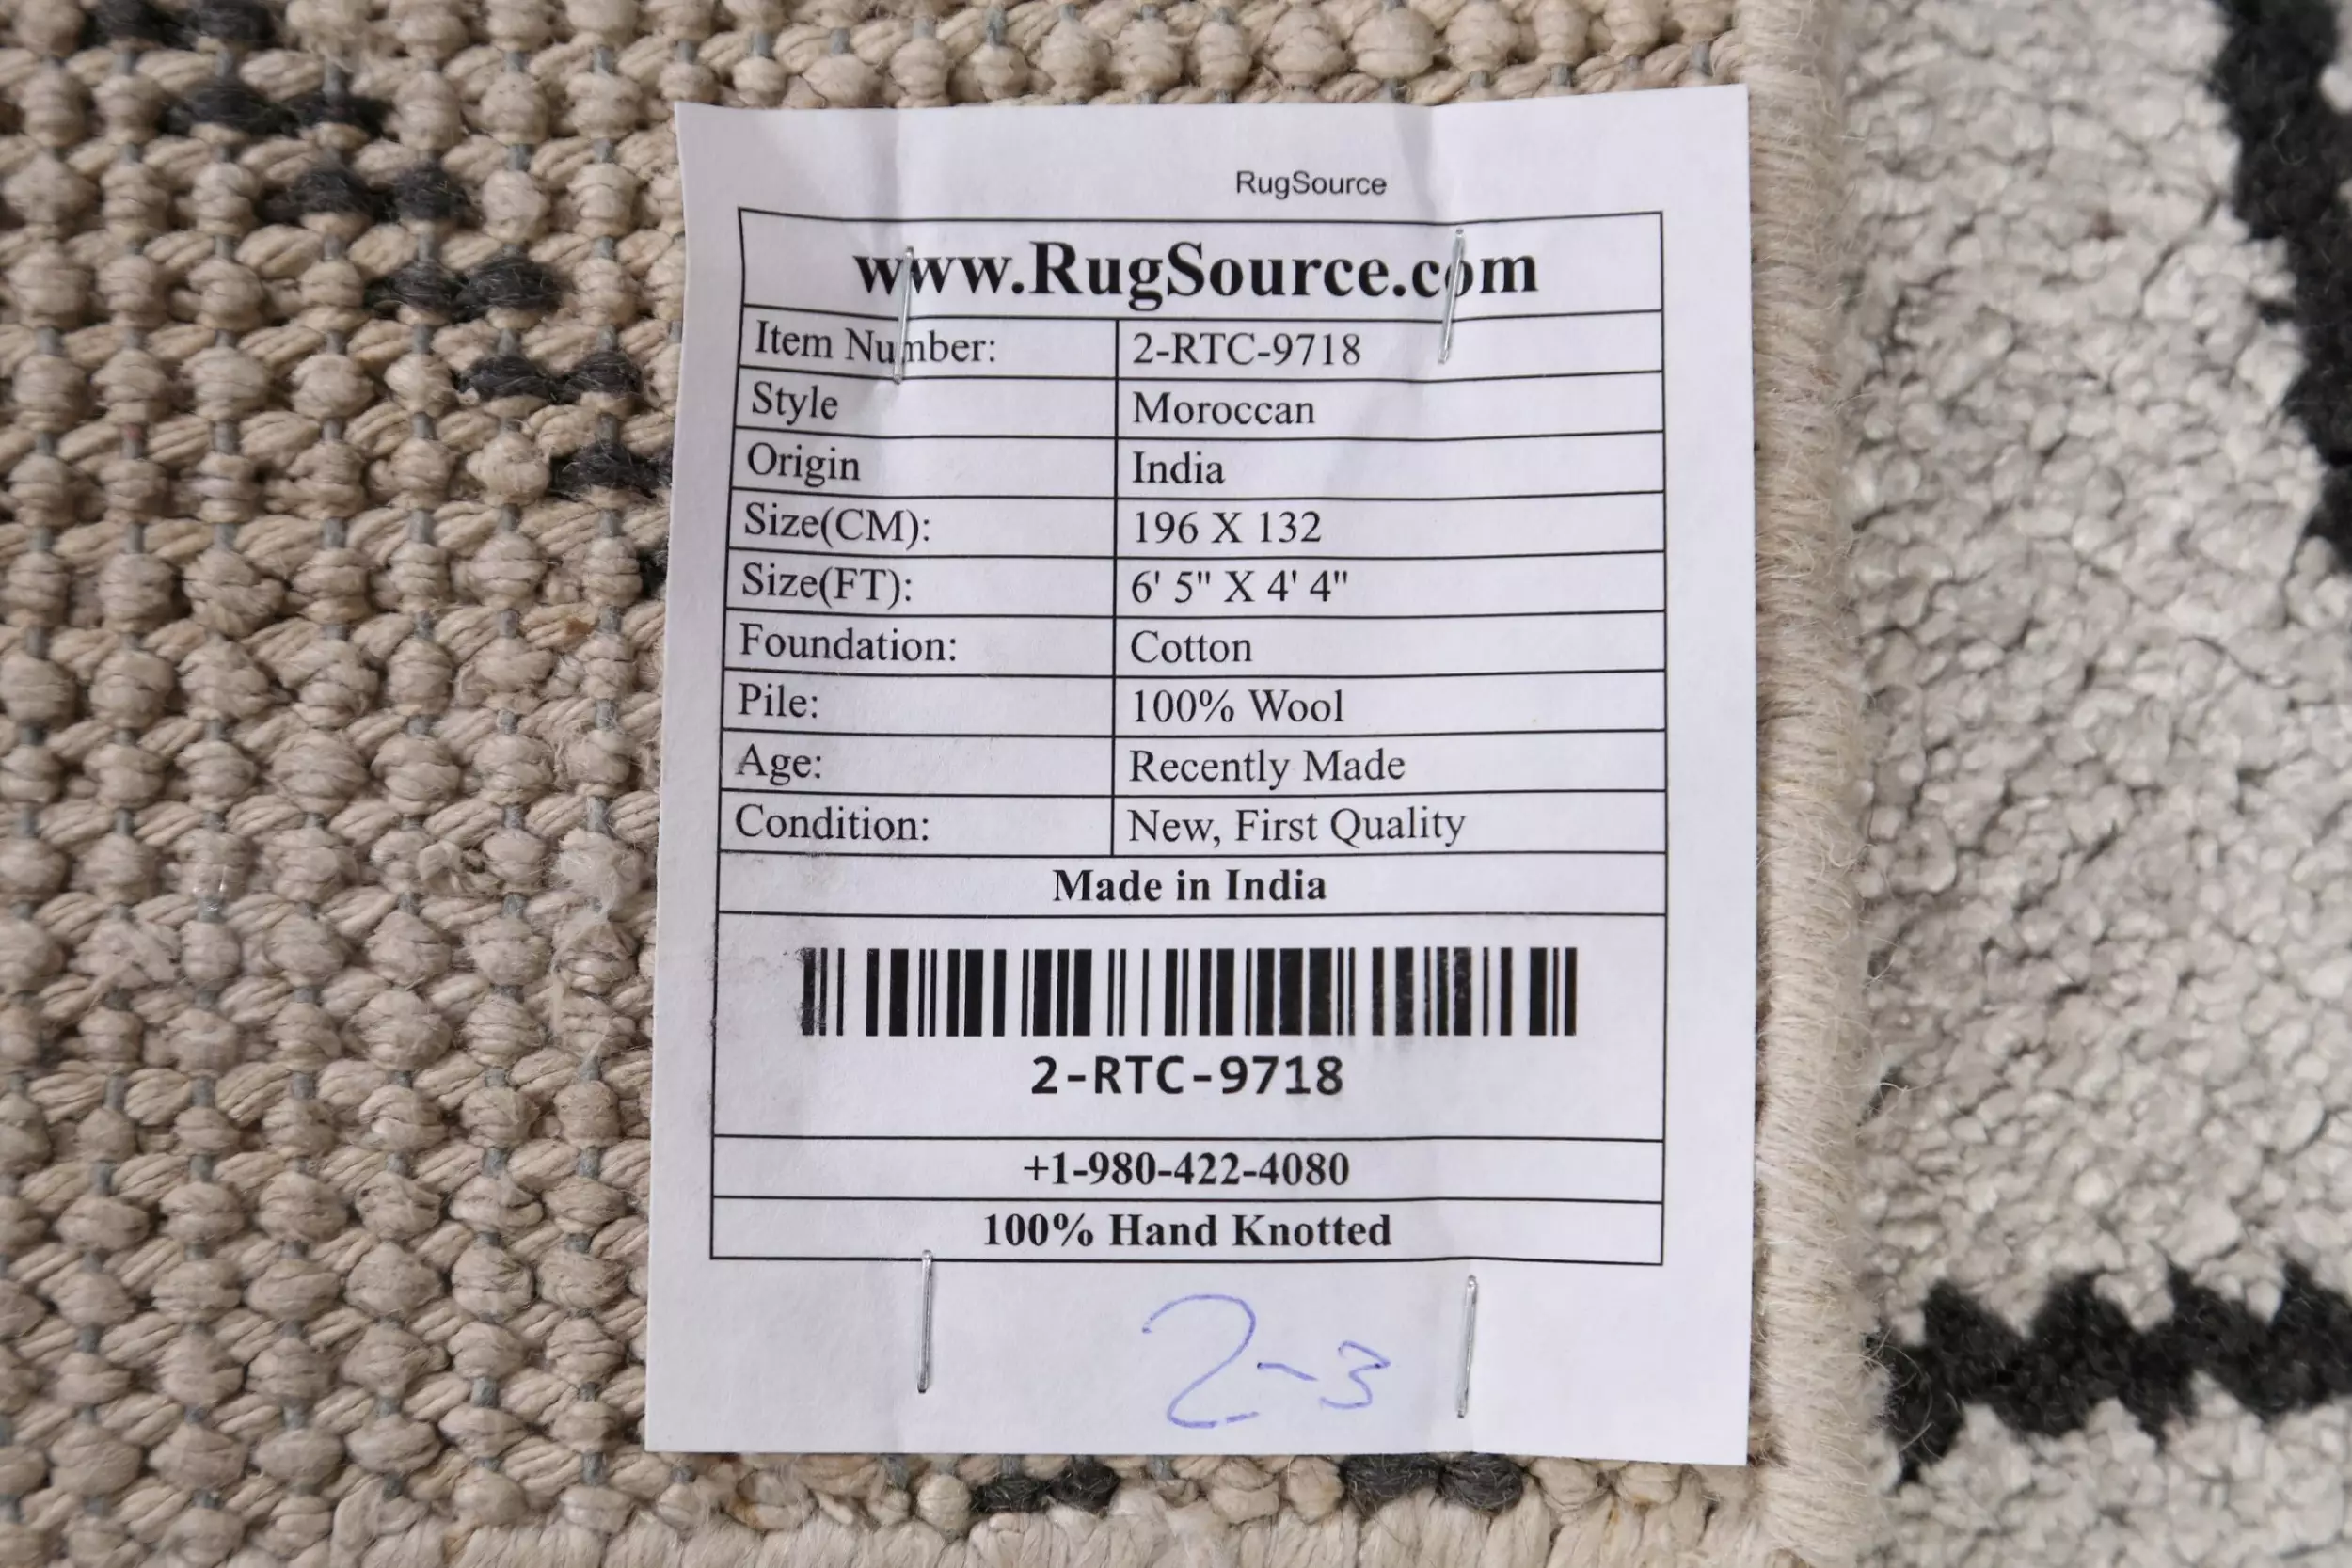 RugSource
www.RugSource.com
Item Number: 2-RTC-9718
Style Moroccan
Origin India
Size(CM): 196 X 132
Size(FT): 6' 5" X 4' 4"
Foundation: Cotton
Pile: 100% Wool
Age: Recently Made
Condition: New, First Quality
Made in India
2-RTC-9718
+1-980-422-4080
100% Hand Knotted
2-3